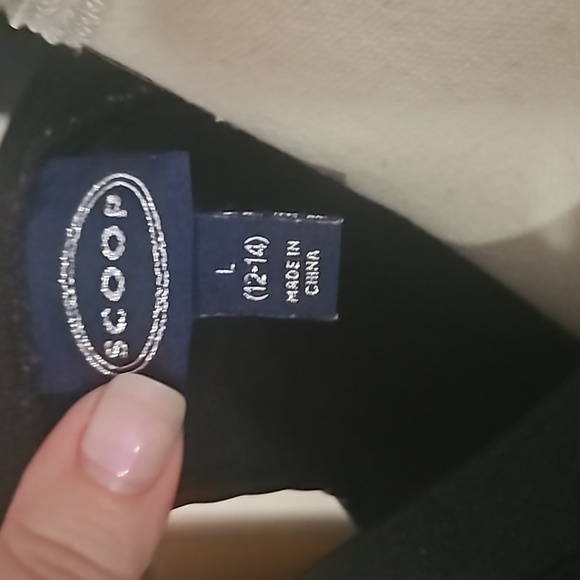 SCOOP
L
(12-14)
MADE IN
CHINA